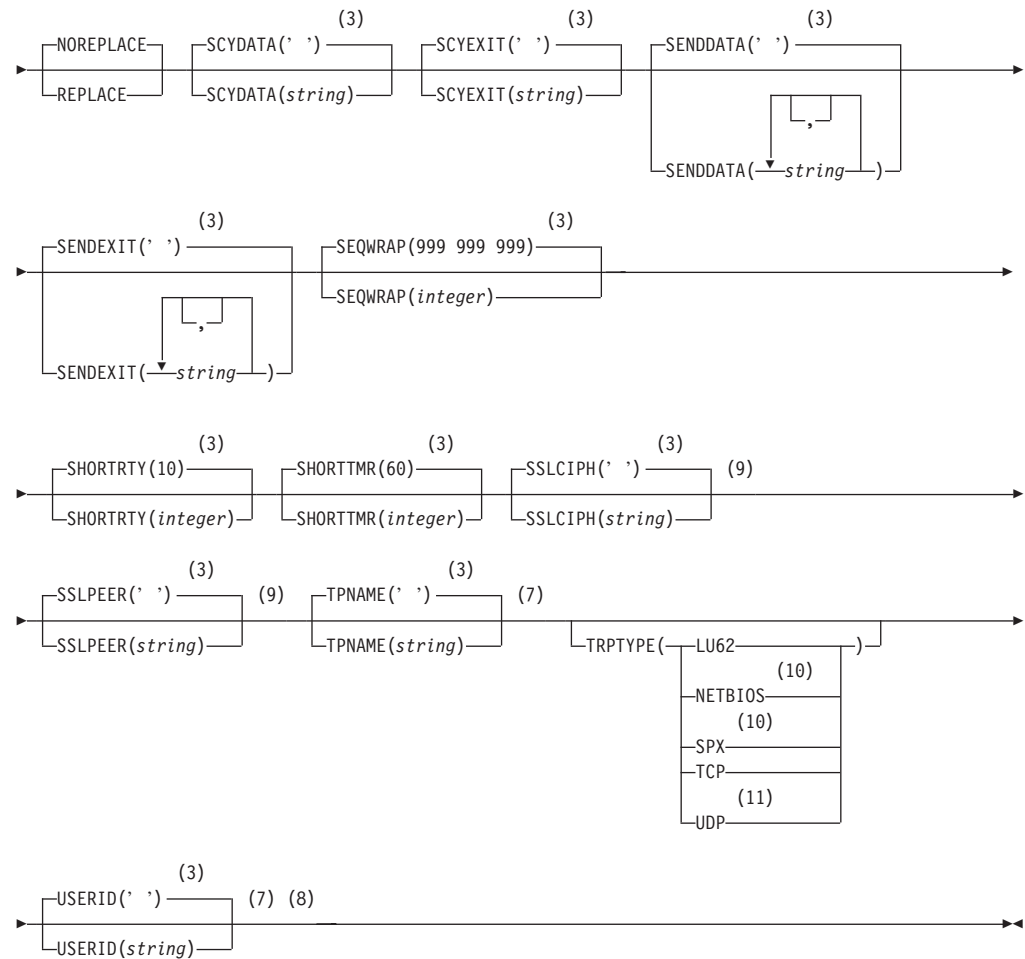 (3) (3) (3) (3)
NOREPLACE SCYDATA(' ') SCYEXIT(' ') SENDDATA(' ')
REPLACE SCYDATA(string) SCYEXIT(string)
,
SENDDATA( string )
(3) (3)
SENDEXIT(' ') SEQWRAP(999 999 999)
SEQWRAP(integer)
,
SENDEXIT( string )
(3) (3) (3)
SHORTRTY(10) SHORTTMR(60) SSLCIPH(' ') (9)
SHORTRTY(integer) SHORTTMR(integer) SSLCIPH(string)
(3) (3)
SSLPEER(' ') (9) TPNAME(' ') (7)
SSLPEER(string) TPNAME(string) TRPTYPE( LU62 )
(10)
NETBIOS
(10)
SPX
TCP
(11)
UDP
(3)
USERID(' ') (7) (8)
USERID(string)